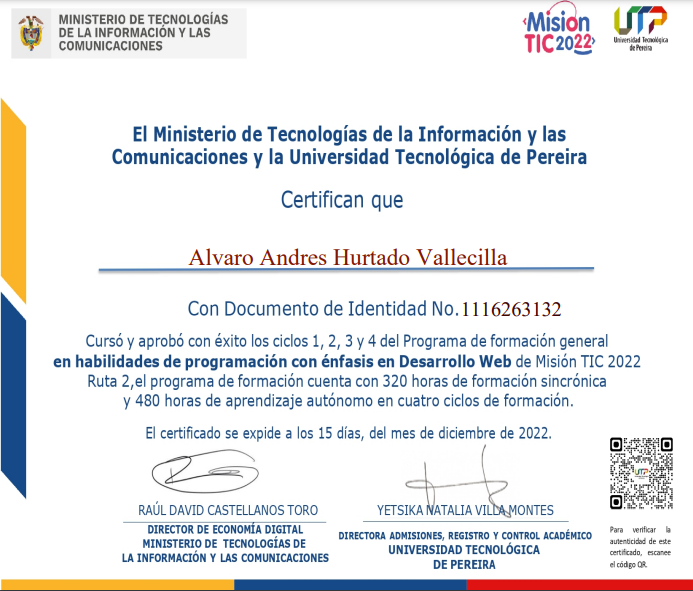 MINISTERIO DE TECNOLOGÍAS
DE LA INFORMACIÓN Y LAS
COMUNICACIONES
Misión
TIC 2022
UTP
Universidad Tecnológica
de Pereira
El Ministerio de Tecnologías de la Información y las
Comunicaciones y la Universidad Tecnológica de Pereira
Certifican que
Alvaro Andres Hurtado Vallecilla
Con Documento de Identidad No. 1116263132
Cursó y aprobó con éxito los ciclos 1, 2, 3 y 4 del Programa de formación general
en habilidades de programación con énfasis en Desarrollo Web de Misión TIC 2022
Ruta 2,el programa de formación cuenta con 320 horas de formación sincrónica
y 480 horas de aprendizaje autónomo en cuatro ciclos de formación.
El certificado se expide a los 15 días, del mes de diciembre de 2022.
RAÚL DAVID CASTELLANOS TORO
DIRECTOR DE ECONOMÍA DIGITAL
MINISTERIO DE TECNOLOGÍAS DE
LA INFORMACIÓN Y LAS COMUNICACIONES
YETSIKA NATALIA VILLA MONTES
DIRECTORA ADMISIONES, REGISTRO Y CONTROL ACADÉMICO
UNIVERSIDAD TECNOLÓGICA
DE PEREIRA
Para verificar la
autenticidad de este
certificado, escanee
el código QR.